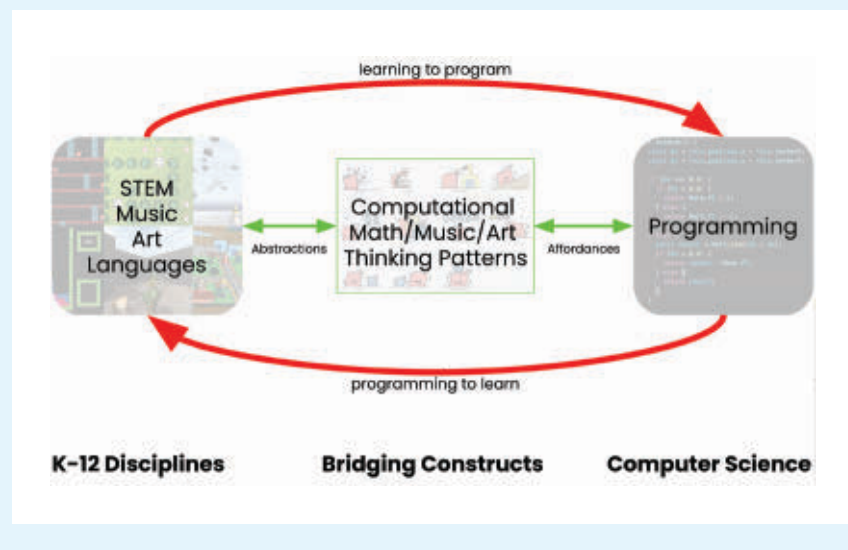 learning to program
STEM
Music
Art
Languages
Abstractions
Computational
Math/Music/Art
Thinking Patterns
Affordances
Programming
programming to learn
K-12 Disciplines
Bridging Constructs
Computer Science